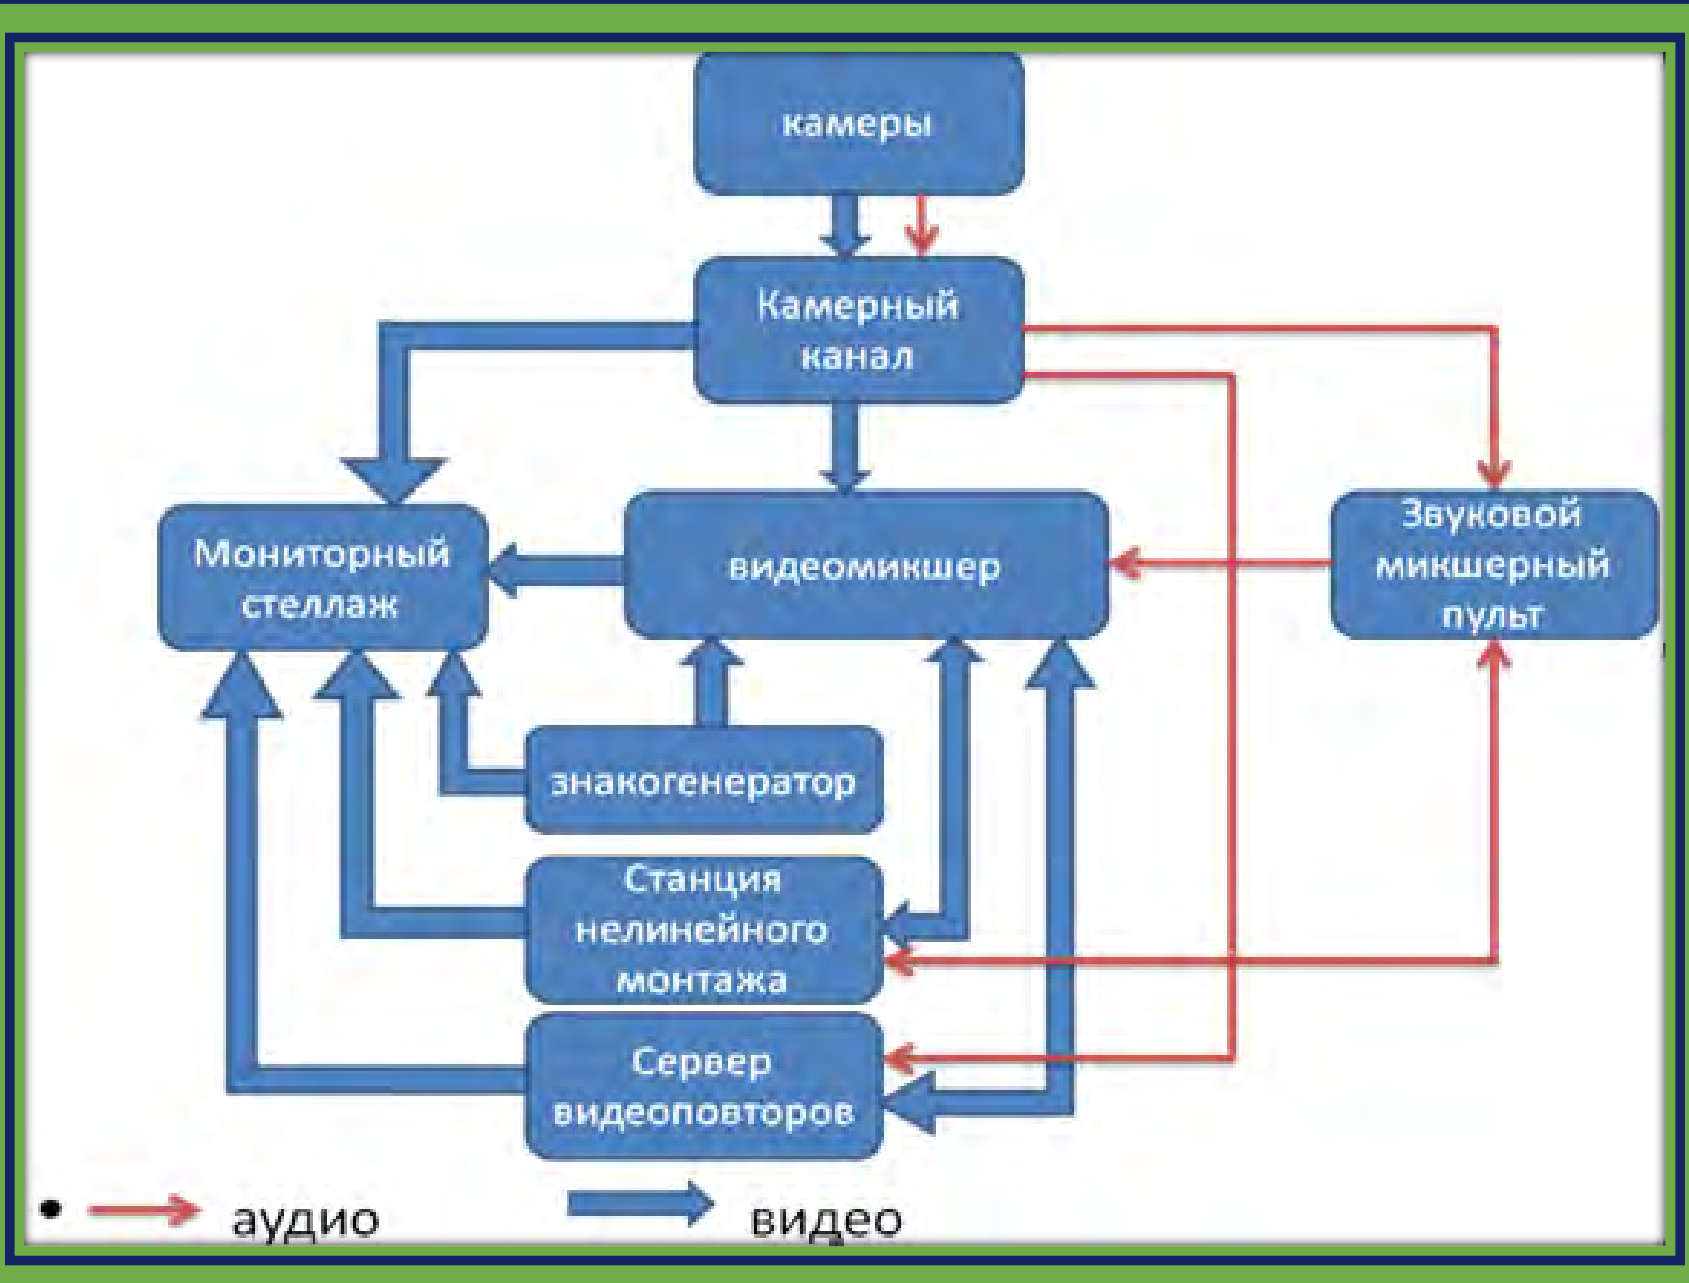 камеры
Камерный
канал
Мониторный
стеллаж
видеомикшер
Звуковой
микшерный
пульт
знакогенератор
Станция
нелинейного
монтажа
Сервер
видеоповторов
• аудио
видео